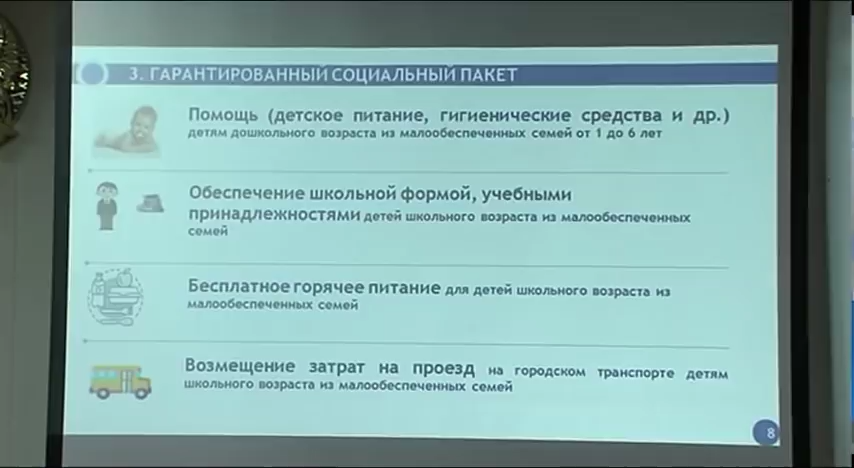 3. ГАРАНТИРОВАННЫЙ СОЦИАЛЬНЫЙ ПАКЕТ
Помощь (детское питание, гигиенические средства и др.)
детям дошкольного возраста из малообеспеченных семей от 1 до 6 лет
Обеспечение школьной формой, учебными
принадлежностями детей школьного возраста из малообеспеченных
семей
Бесплатное горячее питание для детей школьного возраста из
малообеспеченных семей
Возмещение затрат на проезд на городском транспорте детям
школьного возраста из малообеспеченных семей
8